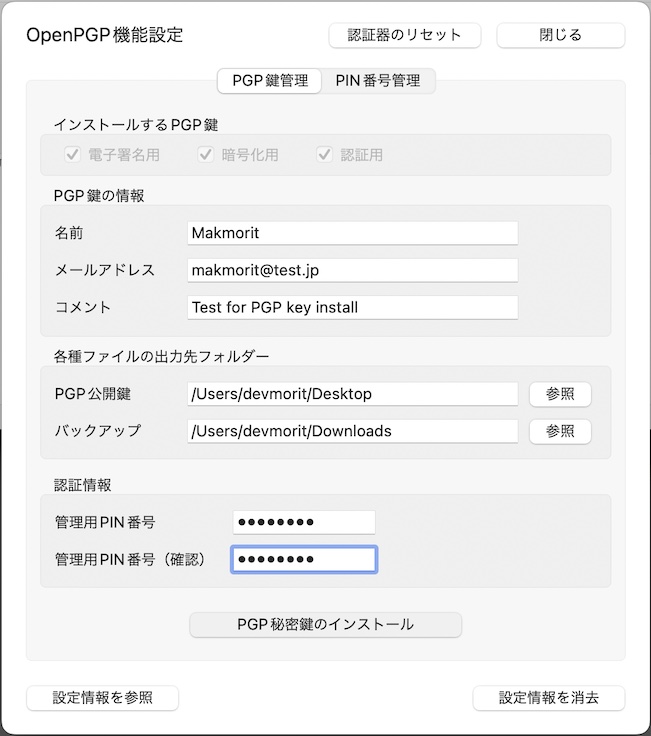 OpenPGP機能設定 認証器のリセット 閉じる
PGP鍵管理 PIN番号管理
インストールするPGP鍵
電子署名用 暗号化用 認証用
PGP鍵の情報
名前 Makmorit
メールアドレス makmorit@test.jp
コメント Test for PGP key install
各種ファイルの出力先フォルダー
PGP公開鍵 /Users/devmorit/Desktop 参照
バックアップ /Users/devmorit/Downloads 参照
認証情報
管理用PIN番号 ●●●●●●●●
管理用PIN番号（確認） ●●●●●●●●
PGP秘密鍵のインストール
設定情報を参照 設定情報を消去